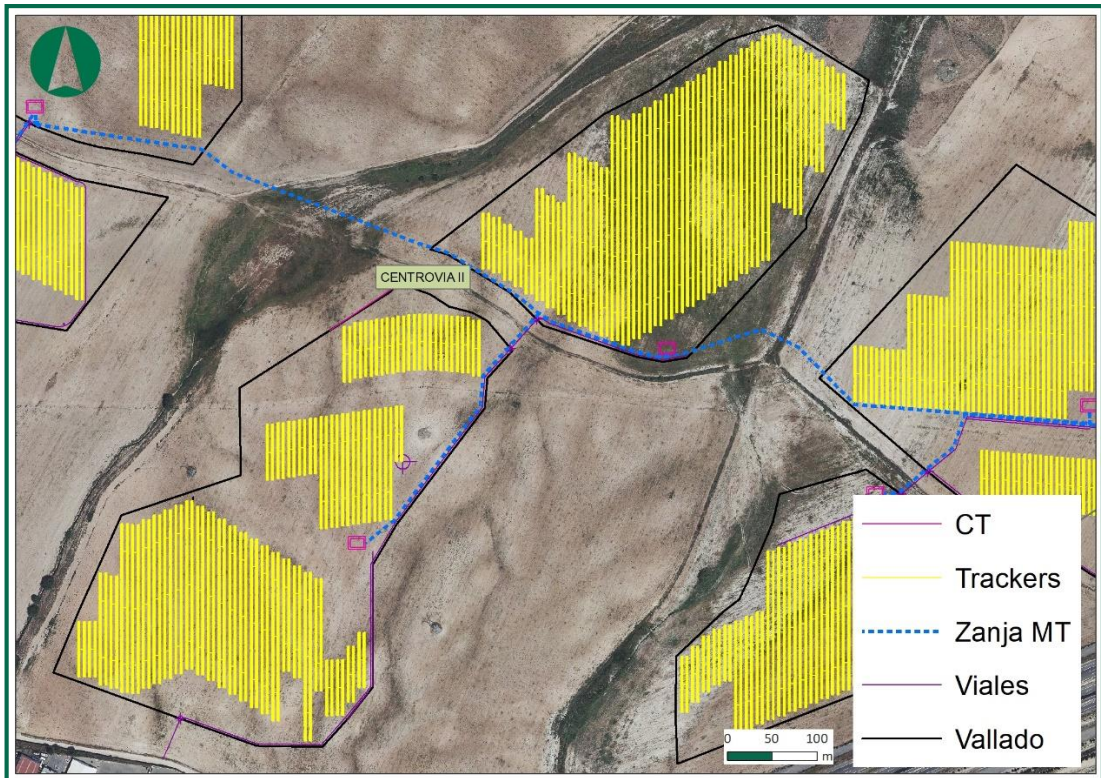 CENTROVIA II
CT
Trackers
Zanja MT
Viales
Vallado
0 50 100
m